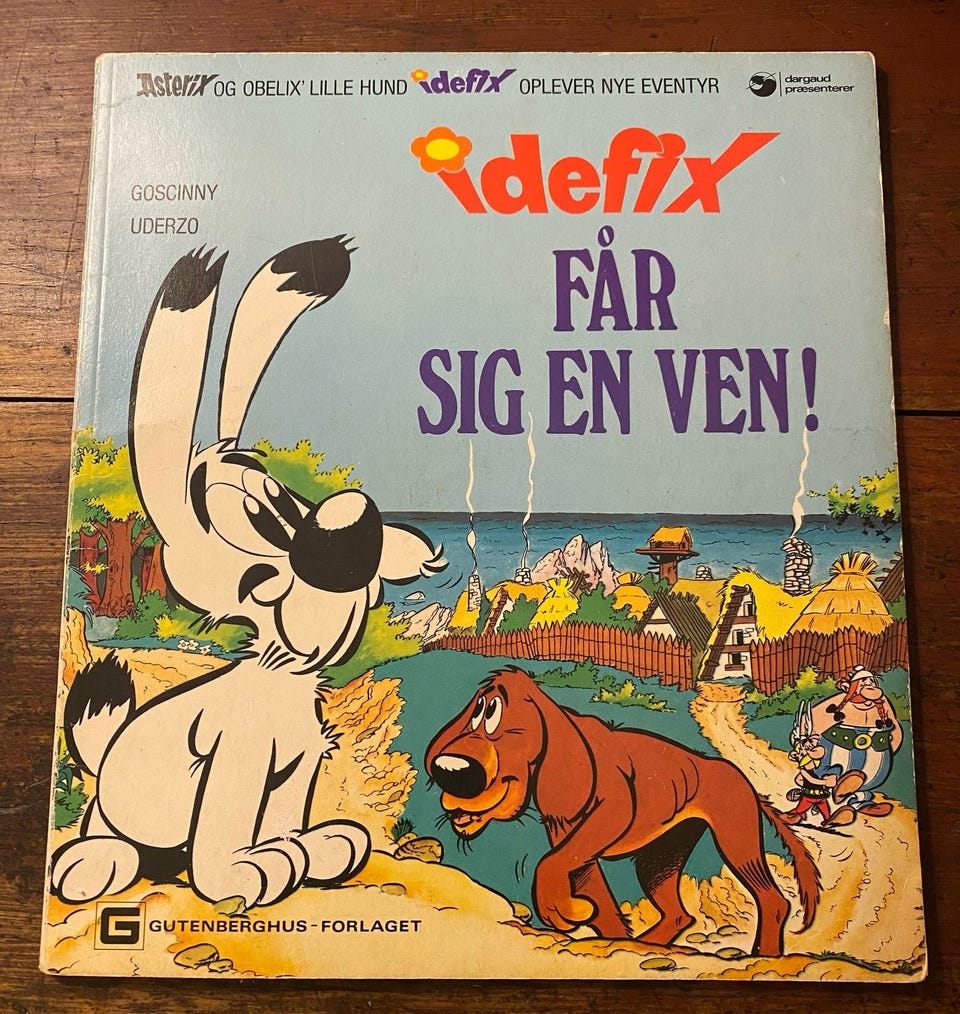 Asterix OG OBELIX' LILLE HUND idefix OPLEVER NYE EVENTYR
dargaud
præsenterer
idefix
GOSCINNY
UDERZO
FÅR
SIG EN VEN!
G GUTENBERGHUS-FORLAGET